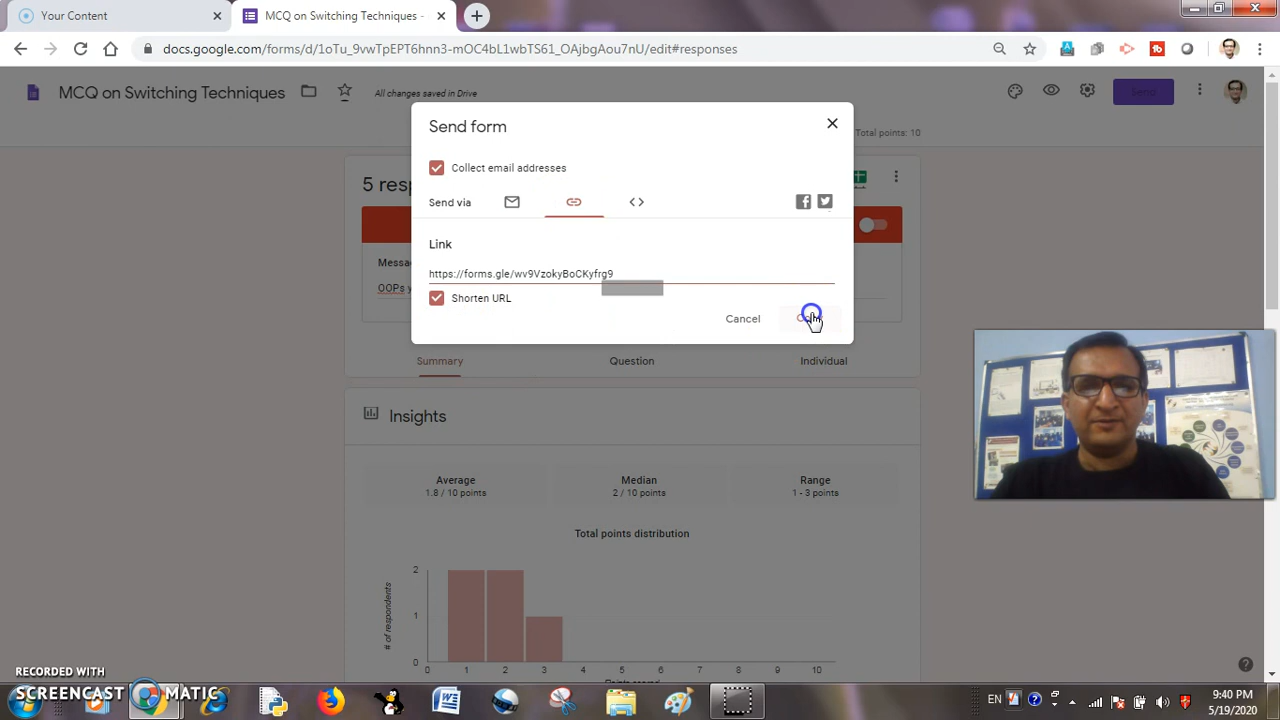 Your Content
MCQ on Switching Techniques -
docs.google.com/forms/d/1oTu_9vwTpEPT6hnn3-mOC4bL1wbTS61_OAjbgAou7nU/edit#responses
MCQ on Switching Techniques
All changes saved in Drive
Send
Total points: 10
Send form
Collect email addresses
Send via
Link
https://forms.gle/wv9VzokyBoCKyfrg9
Shorten URL
Cancel
5 resp
Messa
OOPs y
Summary
Question
Individual
Insights
Average
1.8 / 10 points
Median
2 / 10 points
Range
1 - 3 points
Total points distribution
# of respondents
2
1
0
0 1 2 3 4 5 6 7 8 9 10
Points scored
RECORDED WITH
SCREENCAST MATIC
EN
9:40 PM
5/19/2020